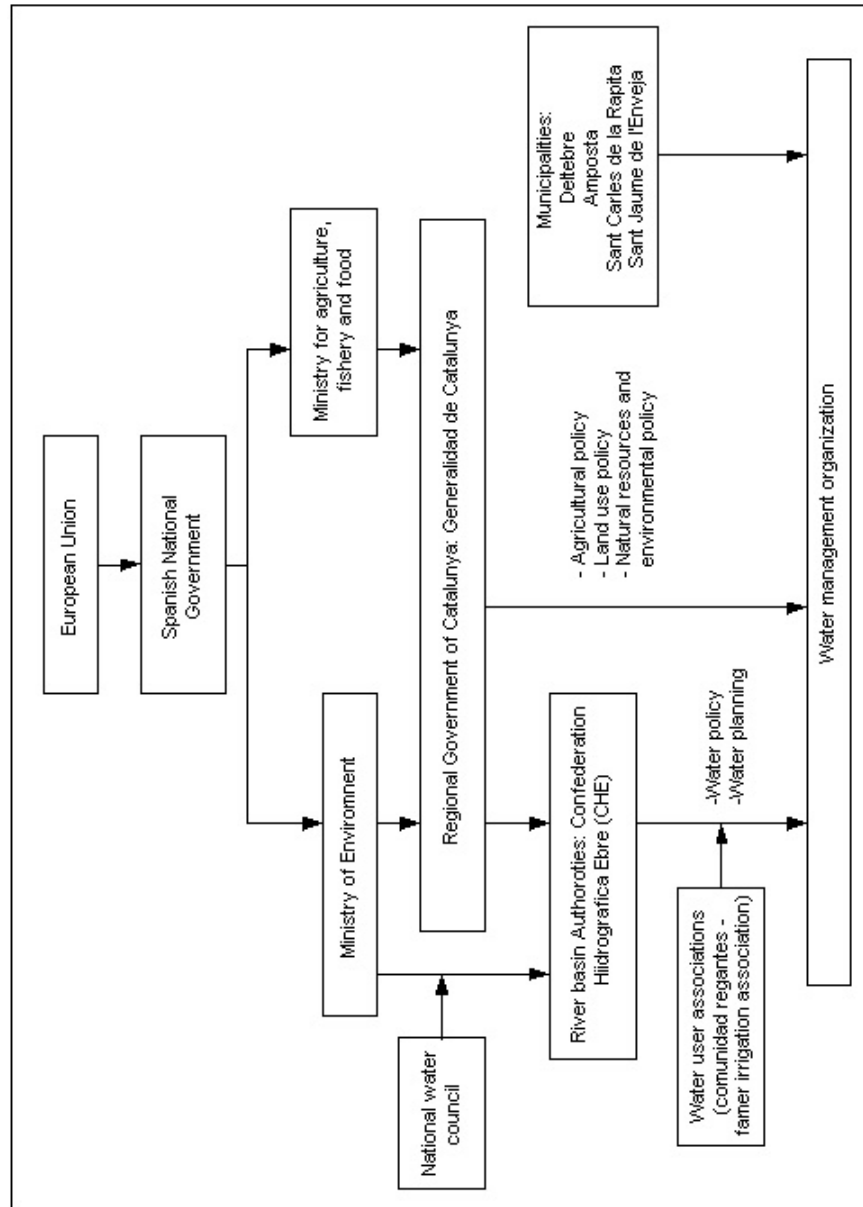 European Union
Spanish National
Government
Ministry of Enviromnent
Ministry for agriculture,
fishery and food
National water
council
Regional Government of Catalunya: Generalidad de Catalunya
River basin Authoroties: Confederation
Hiidrografica Ebre (CHE)
- Agricultural policy
- Land use policy
- Natural resources and
environmental policy
Municipalities:
Deltebre
Amposta
Sant Carles de la Rapita
Sant Jaume de l'Enveja
Water user associations
(comunidad regantes -
famer irrigation association)
-Water policy
-Water planning
Water management organization